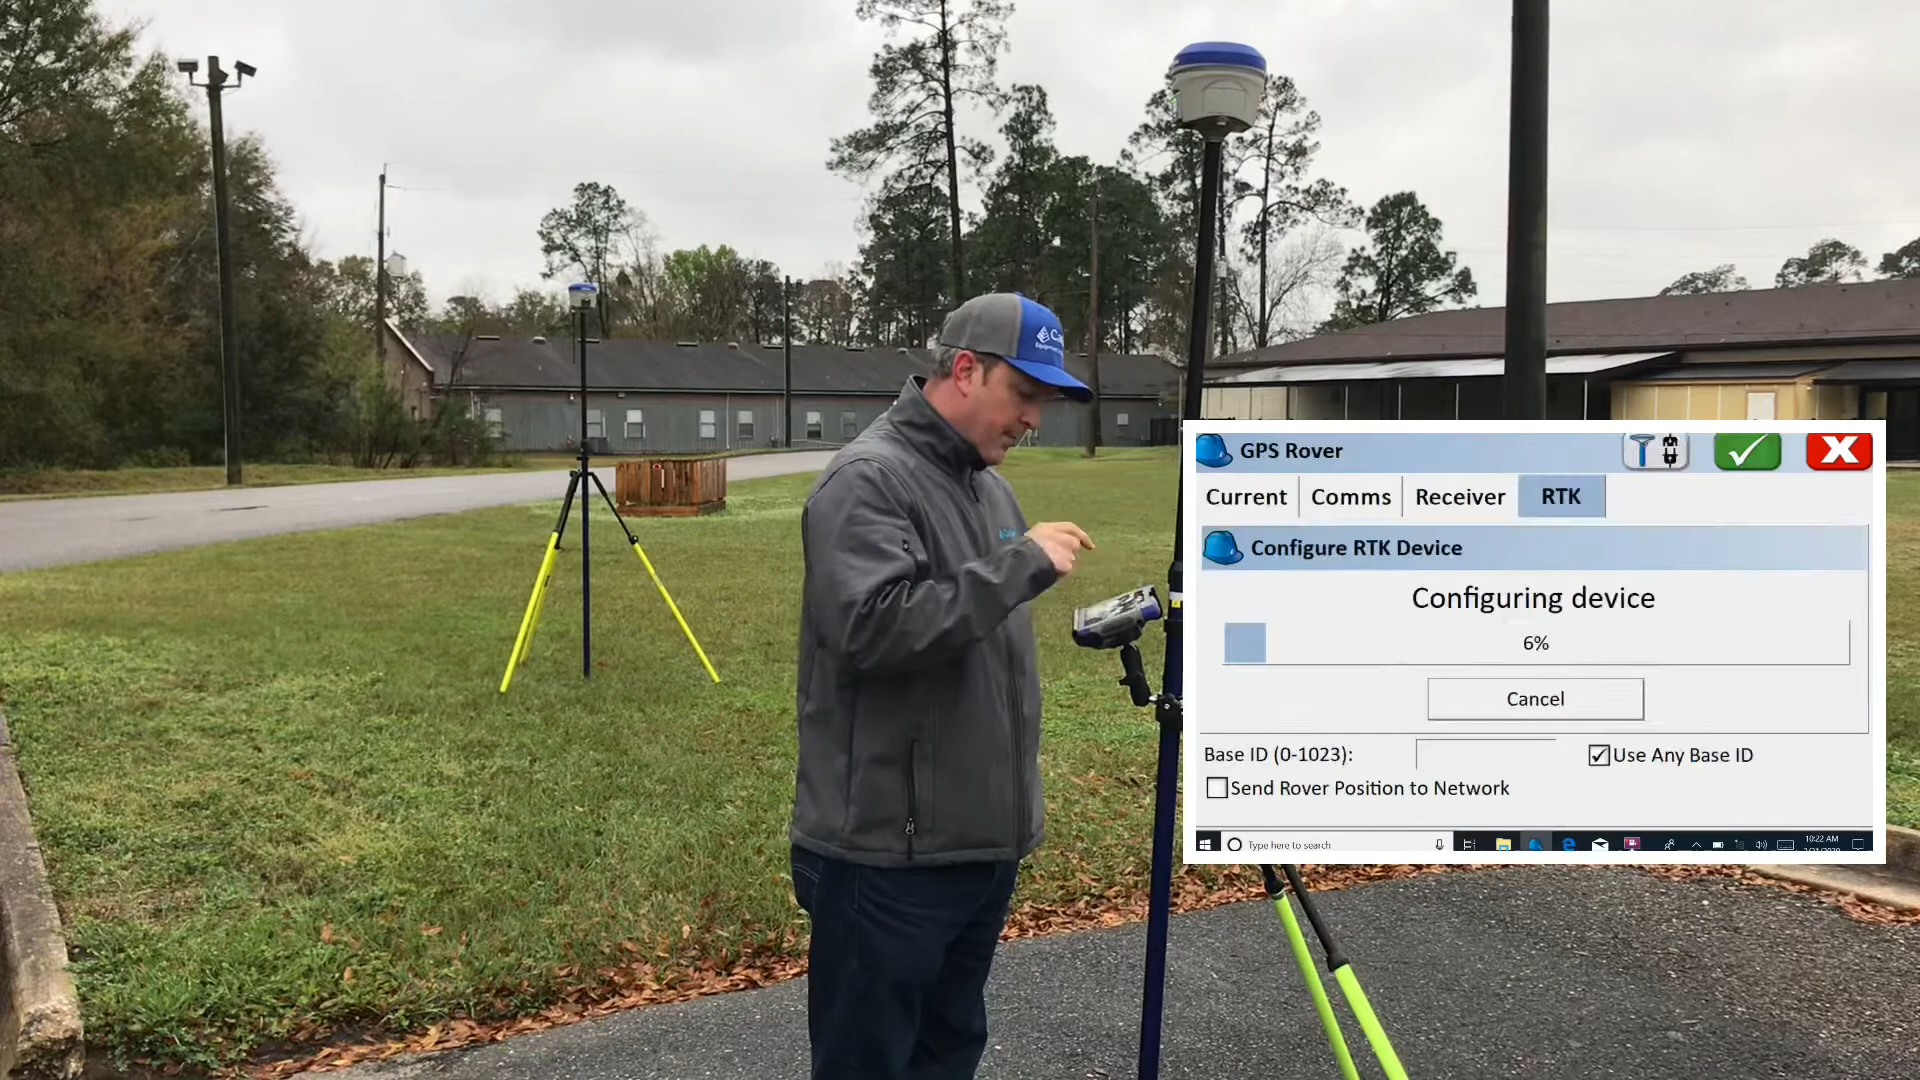 GPS Rover
Current Comms Receiver RTK
Configure RTK Device
Configuring device
6%
Cancel
Base ID (0-1023): Use Any Base ID
Send Rover Position to Network
Type here to search
10:22 AM